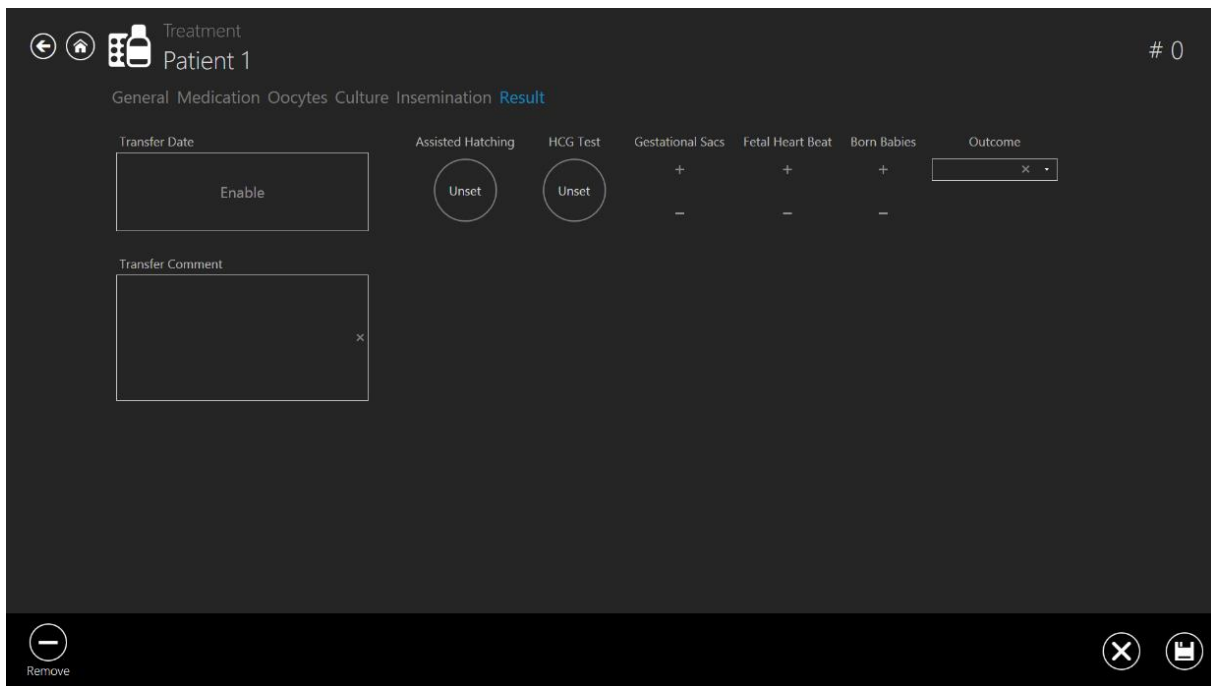 Treatment
Patient 1
# 0
General Medication Oocytes Culture Insemination Result
Transfer Date
Assisted Hatching
HCG Test
Gestational Sacs
Fetal Heart Beat
Born Babies
Outcome
Enable
Unset
Unset
+
+
+
−
−
−
Transfer Comment
Remove